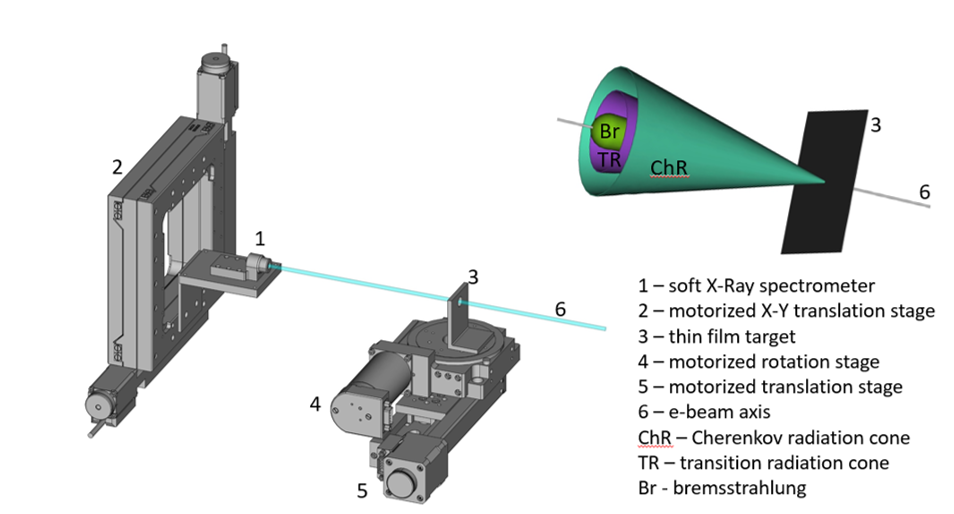 2
1
3
6
4
5
Br
TR
ChR
3
6
1 – soft X-Ray spectrometer
2 – motorized X-Y translation stage
3 – thin film target
4 – motorized rotation stage
5 – motorized translation stage
6 – e-beam axis
ChR – Cherenkov radiation cone
TR – transition radiation cone
Br - bremsstrahlung